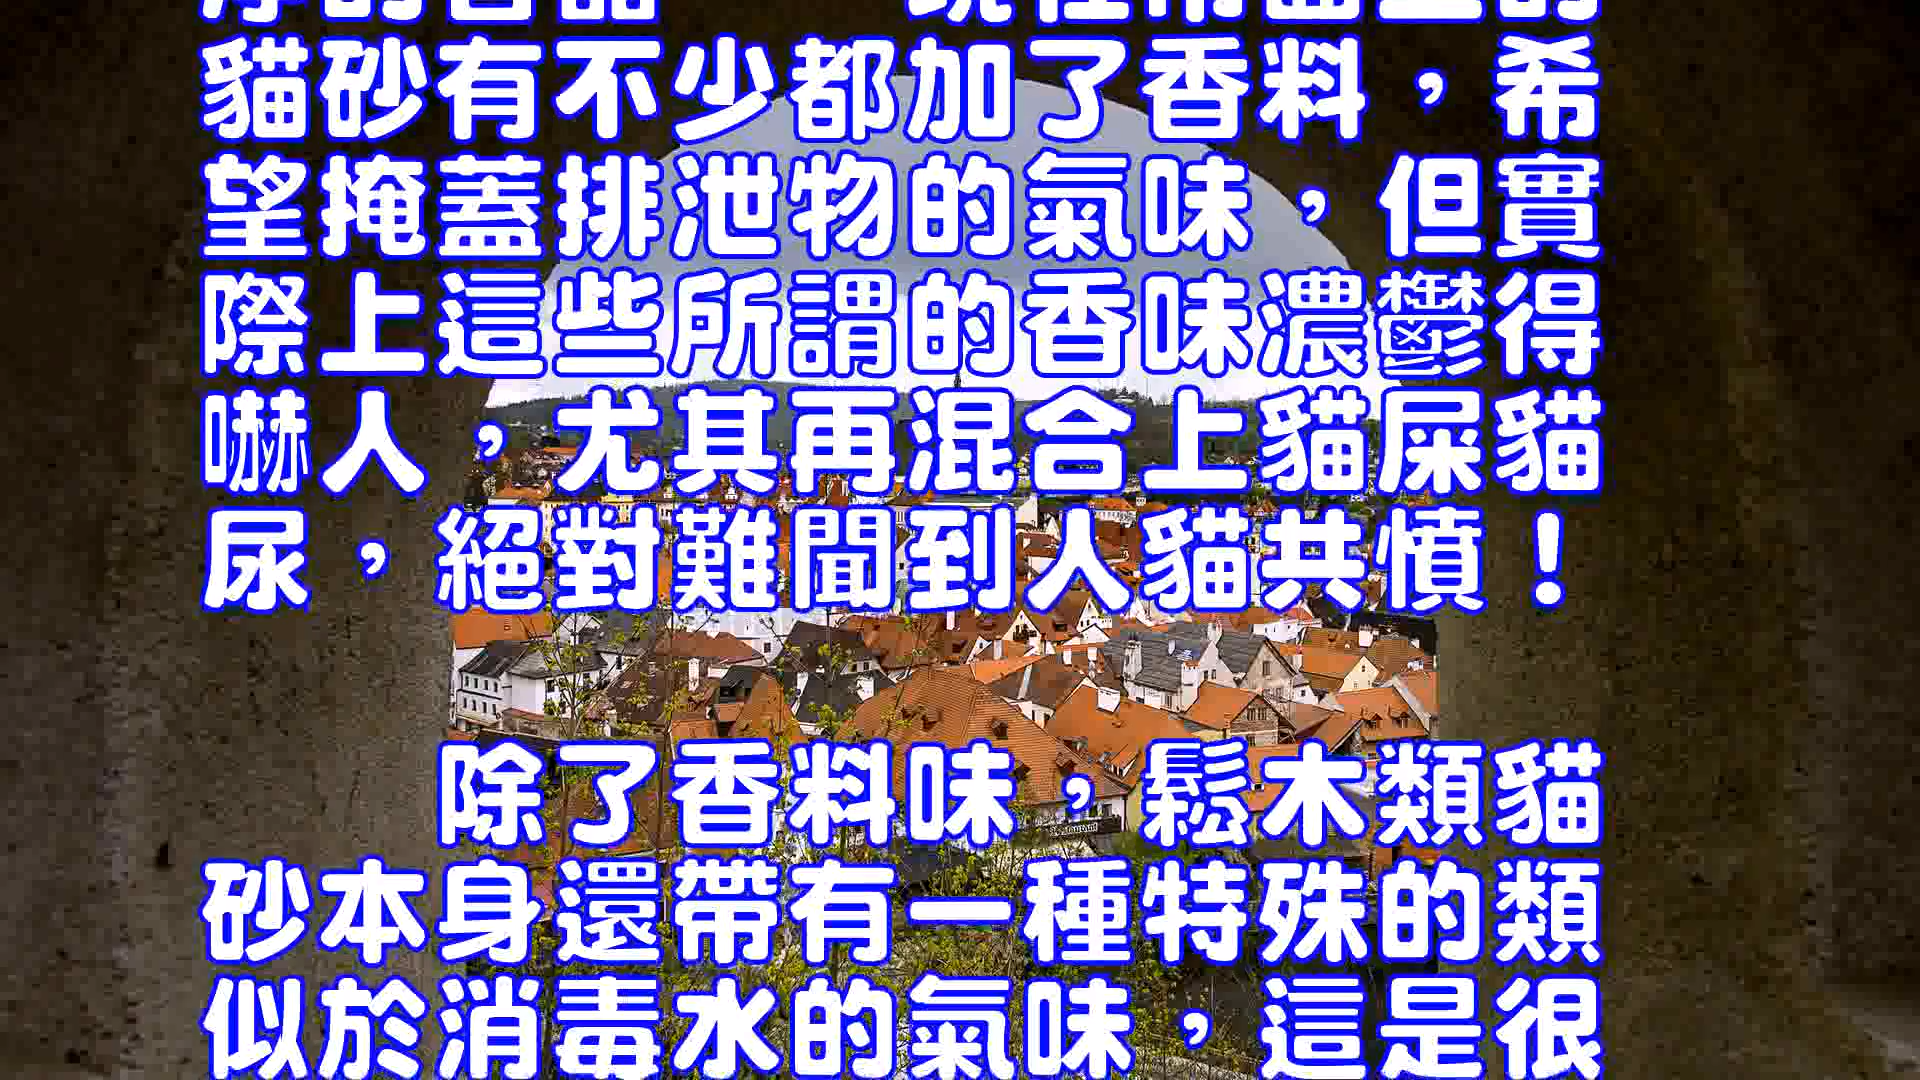 貓砂有不少都加了香料，希
望掩蓋排泄物的氣味，但實
際上這些所謂的香味濃鬱得
嚇人，尤其再混合上貓屎貓
尿，絕對難聞到人貓共憤！
除了香料味，鬆木類貓
砂本身還帶有一種特殊的類
似於消毒水的氣味，這是很